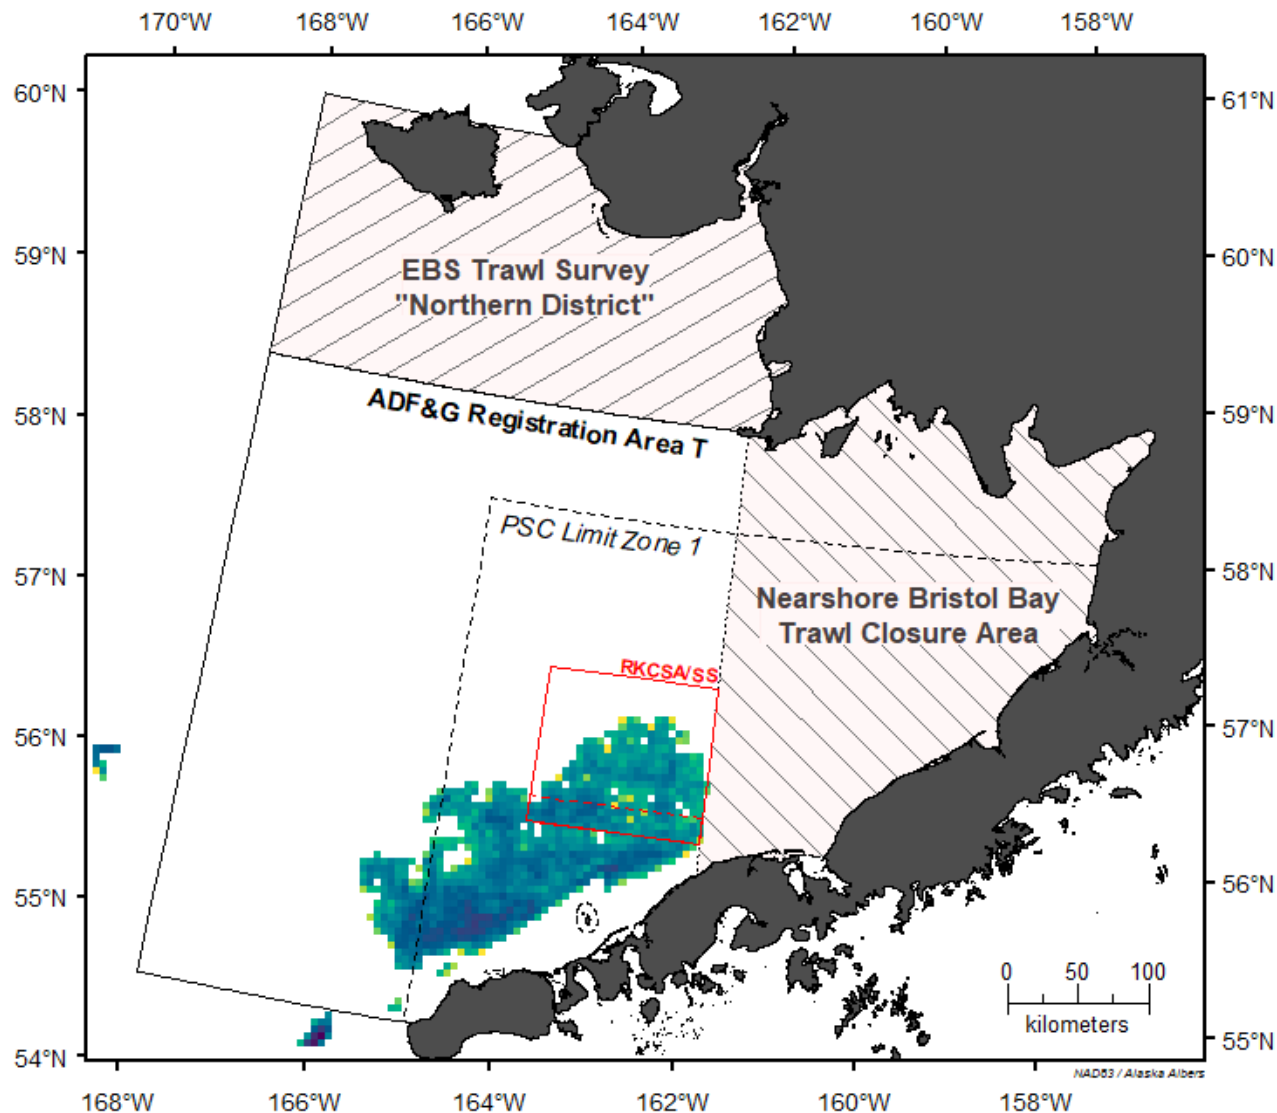 170°W 168°W 166°W 164°W 162°W 160°W 158°W
60°N
61°N
59°N
60°N
EBS Trawl Survey
"Northern District"
58°N
59°N
ADF&G Registration Area T
PSC Limit Zone 1
57°N
58°N
Nearshore Bristol Bay
Trawl Closure Area
RKCSA/SS
56°N
57°N
55°N
56°N
0 50 100
kilometers
54°N
55°N
NAD83 / Alaska Albers
168°W 166°W 164°W 162°W 160°W 158°W